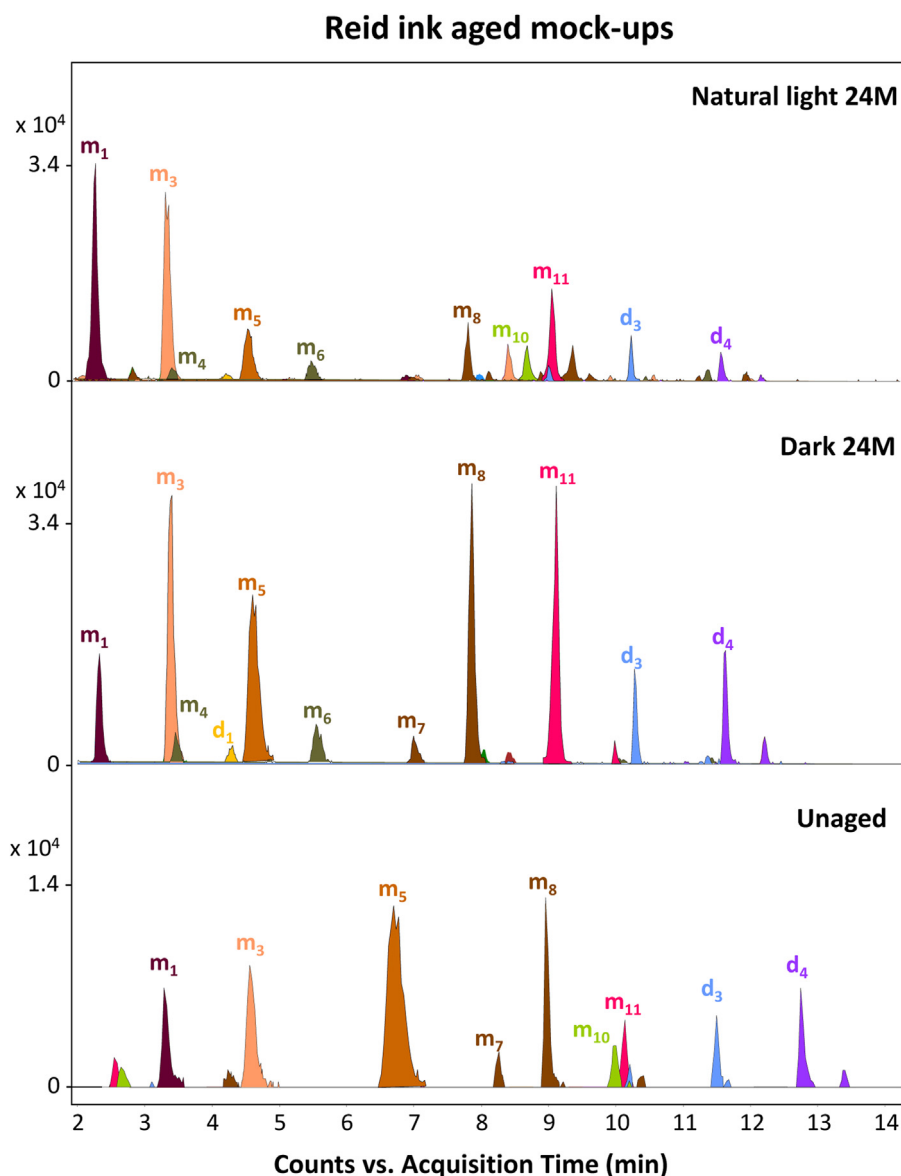 Reid ink aged mock-ups
Natural light 24M
x 10⁴
3.4
0
m₁
m₃
m₄
m₅
m₆
m₈
m₁₀
m₁₁
d₃
d₄
Dark 24M
x 10⁴
3.4
0
m₁
m₃
m₄
d₁
m₅
m₆
m₇
m₈
m₁₁
d₃
d₄
Unaged
x 10⁴
1.4
0
m₁
m₃
m₅
m₇
m₈
m₁₀
m₁₁
d₃
d₄
2 3 4 5 6 7 8 9 10 11 12 13 14
Counts vs. Acquisition Time (min)